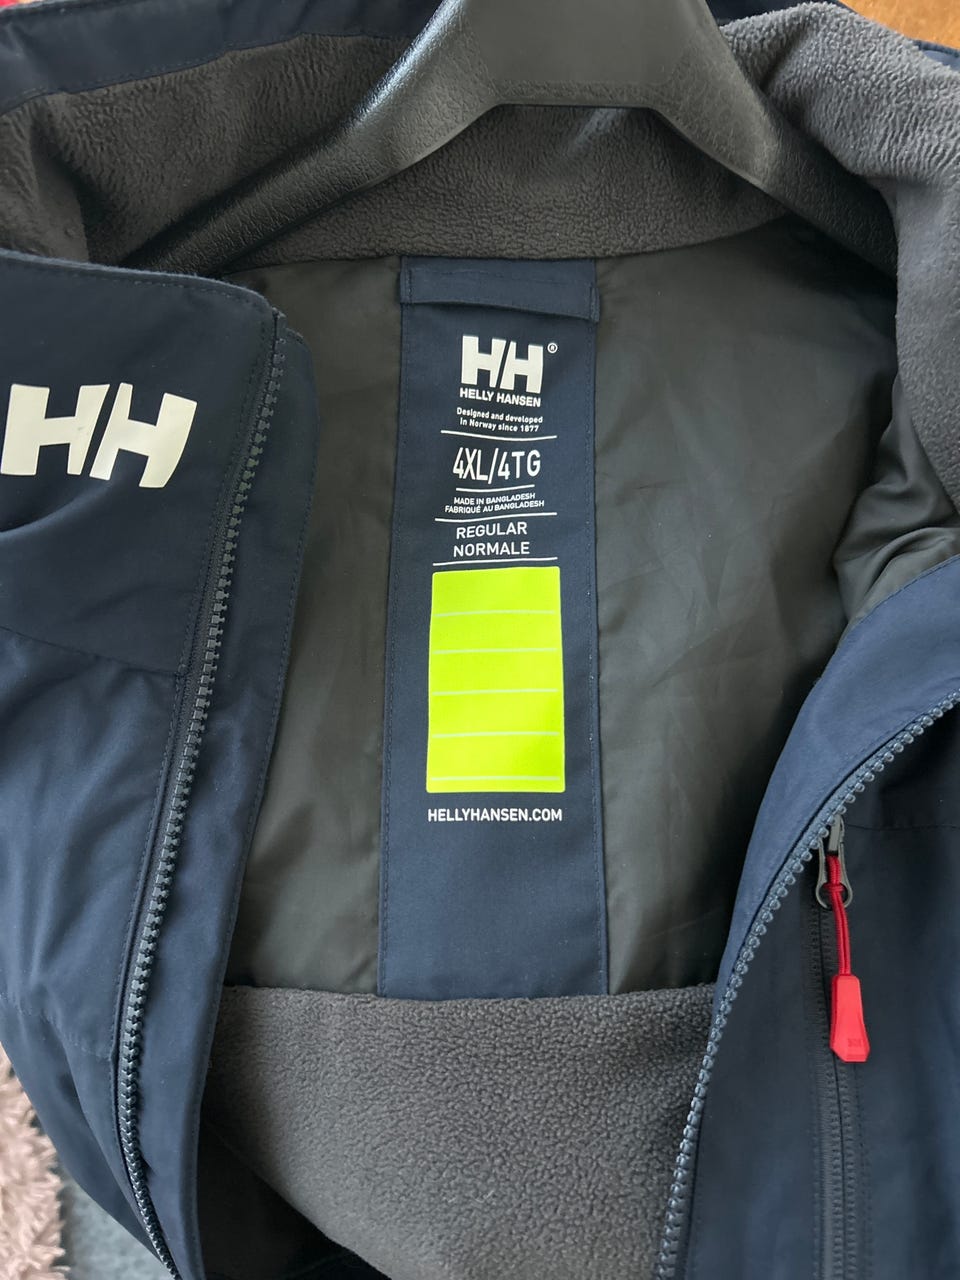 HH
HH®
HELLY HANSEN
Designed and developed
in Norway since 1877
4XL/4TG
MADE IN BANGLADESH
FABRIQUÉ AU BANGLADESH
REGULAR
NORMALE
HELLYHANSEN.COM